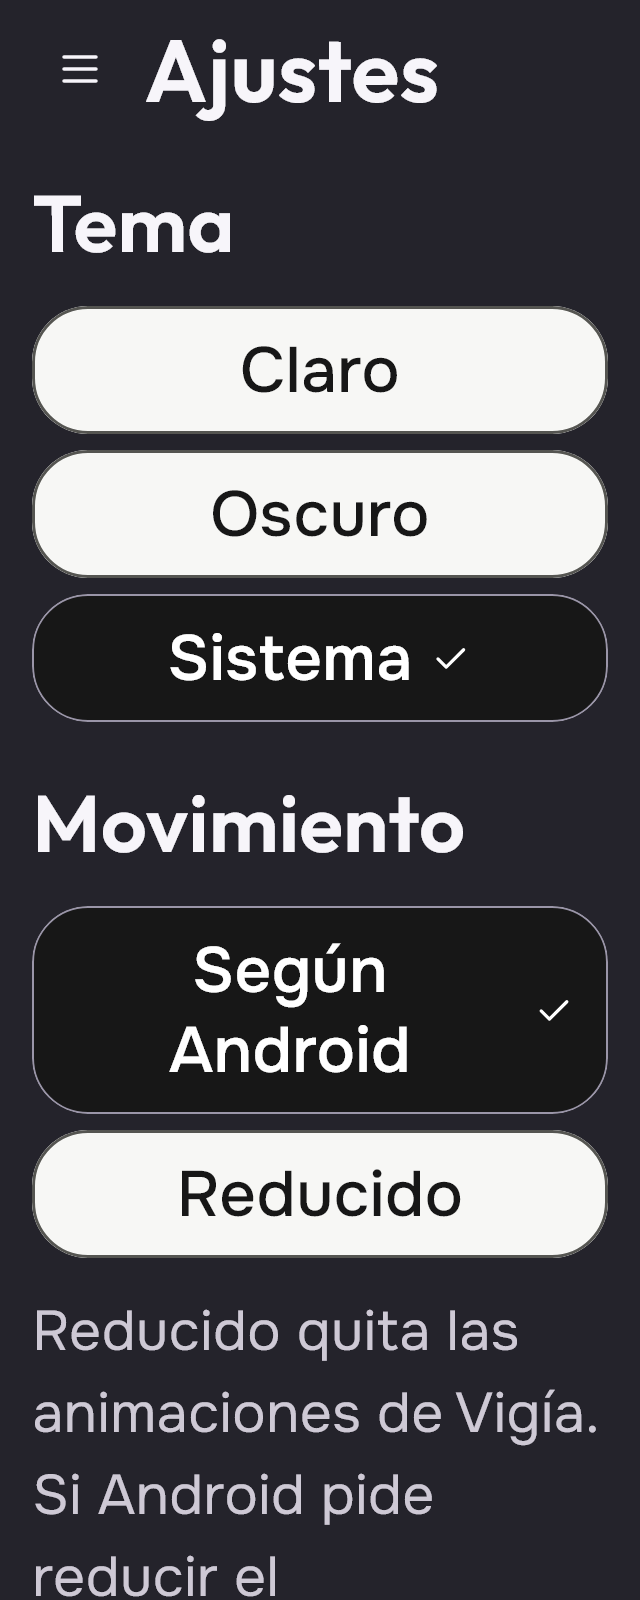 Ajustes
Tema
Claro
Oscuro
Sistema
Movimiento
Según
Android
Reducido
Reducido quita las
animaciones de Vigía.
Si Android pide
reducir el